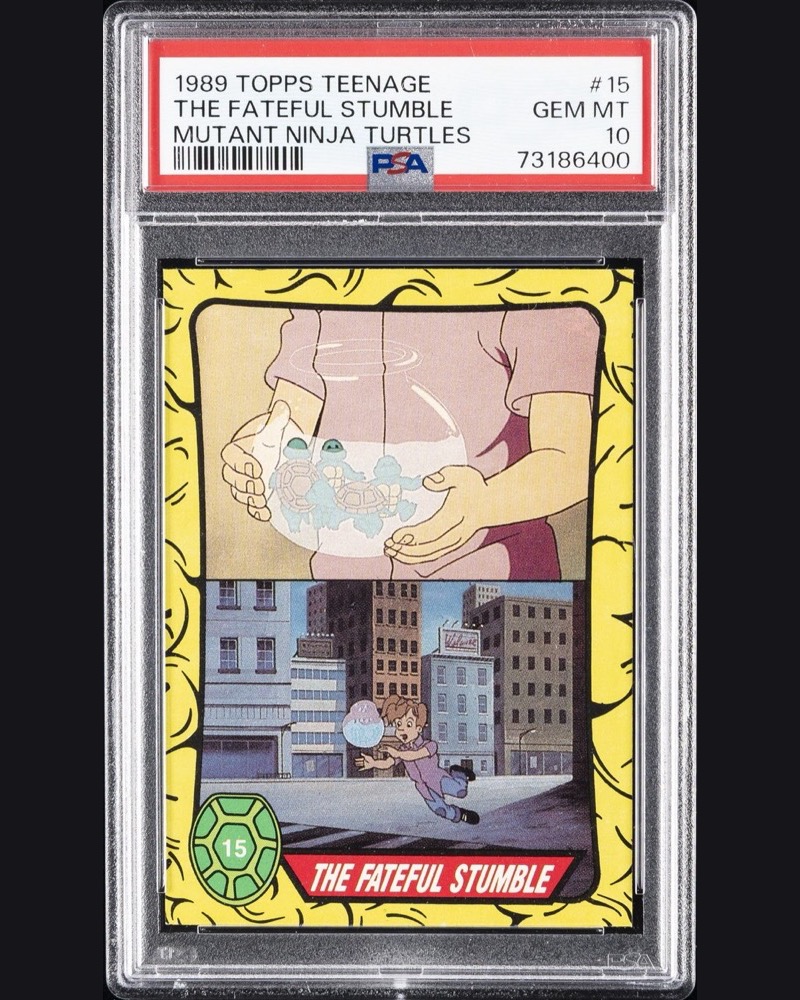 1989 TOPPS TEENAGE #15
THE FATEFUL STUMBLE GEM MT
MUTANT NINJA TURTLES 10
PSA 73186400
15
THE FATEFUL STUMBLE
PSA